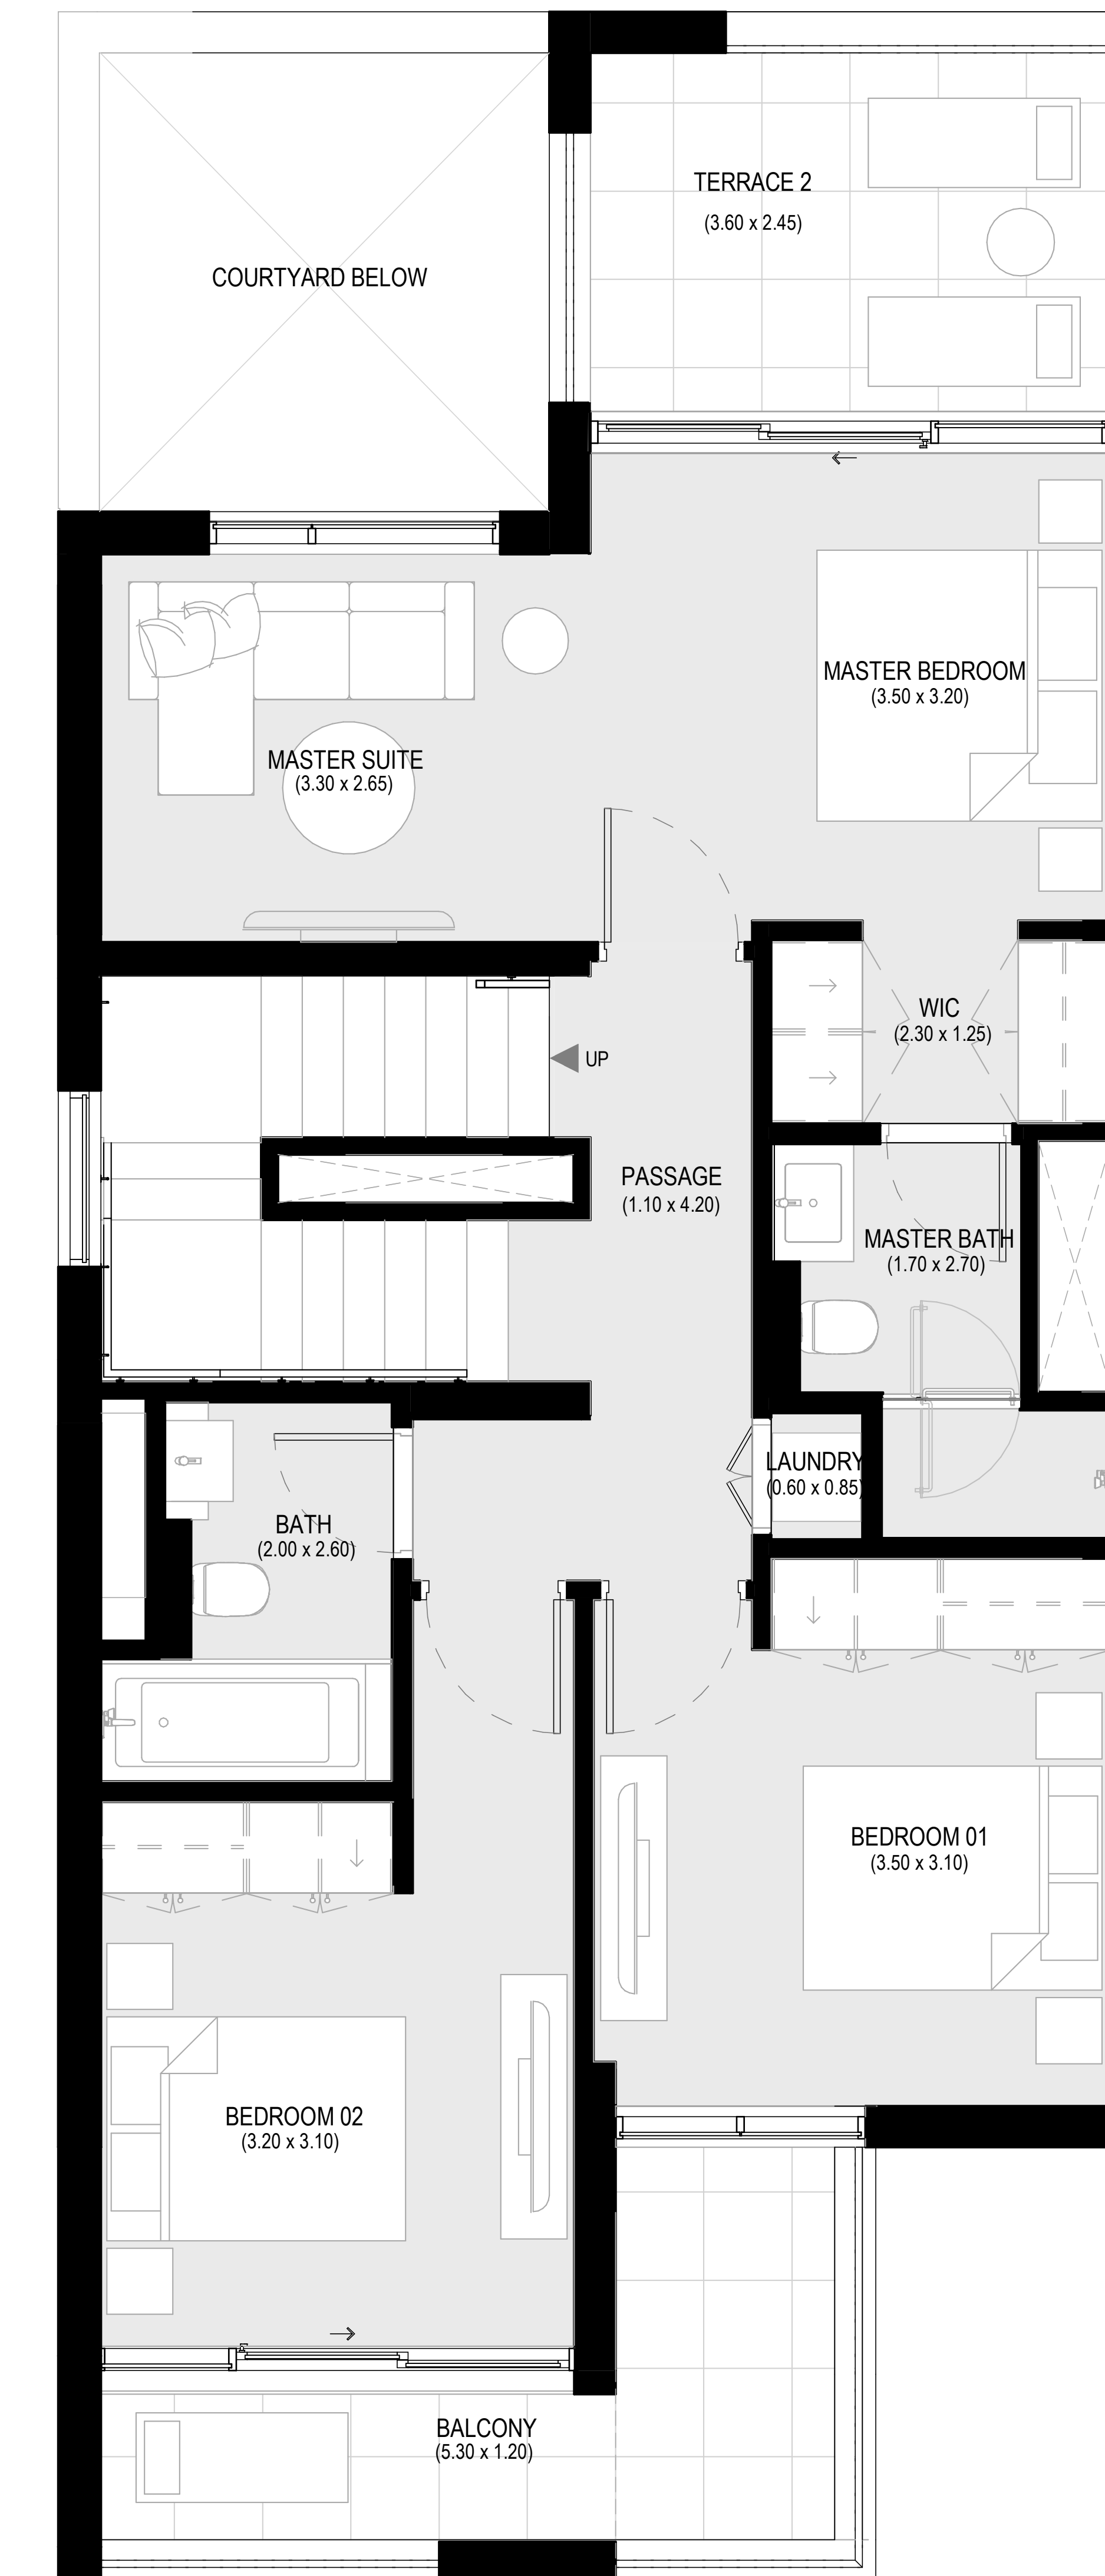 TERRACE 2
(3.60 x 2.45)
COURTYARD BELOW
MASTER BEDROOM
(3.50 x 3.20)
MASTER SUITE
(3.30 x 2.65)
WIC
(2.30 x 1.25)
UP
PASSAGE
(1.10 x 4.20)
MASTER BATH
(1.70 x 2.70)
LAUNDRY
(0.60 x 0.85)
BATH
(2.00 x 2.60)
BEDROOM 01
(3.50 x 3.10)
BEDROOM 02
(3.20 x 3.10)
BALCONY
(5.30 x 1.20)